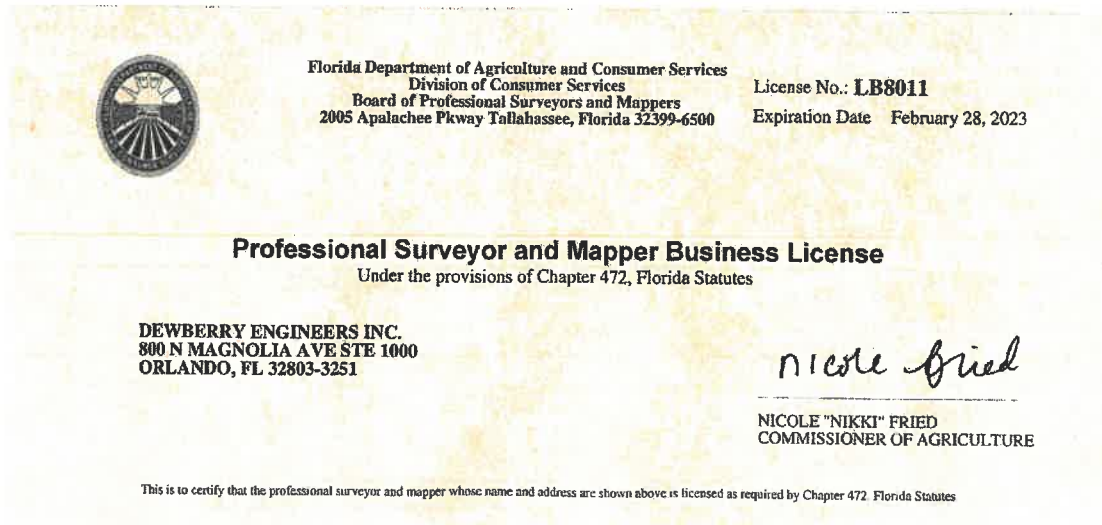 Florida Department of Agriculture and Consumer Services
Division of Consumer Services
Board of Professional Surveyors and Mappers
2005 Apalachee Pkway Tallahassee, Florida 32399-6500
License No.: LB8011
Expiration Date February 28, 2023
Professional Surveyor and Mapper Business License
Under the provisions of Chapter 472, Florida Statutes
DEWBERRY ENGINEERS INC.
800 N MAGNOLIA AVE STE 1000
ORLANDO, FL 32803-3251
nicole fried
NICOLE "NIKKI" FRIED
COMMISSIONER OF AGRICULTURE
This is to certify that the professional surveyor and mapper whose name and address are shown above is licensed as required by Chapter 472 Florida Statutes